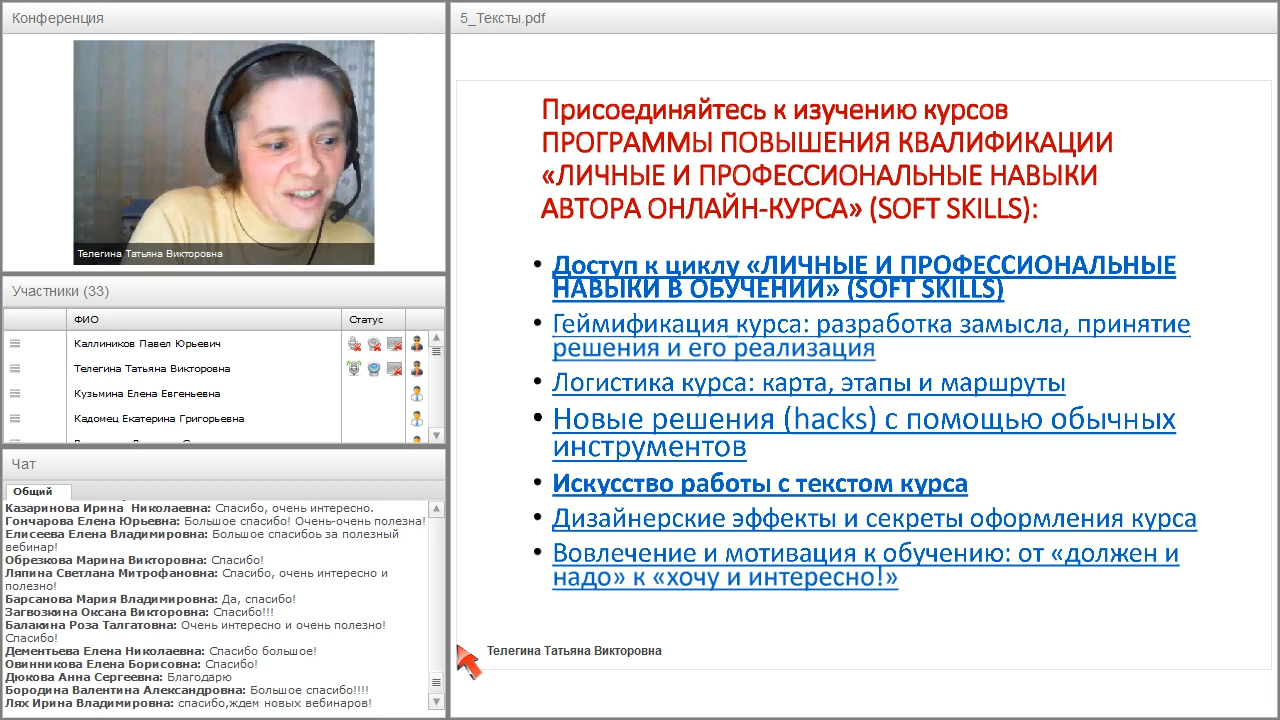 Конференция
Телегина Татьяна Викторовна
Участники (33)
ФИО
Статус
Каллиников Павел Юрьевич
Телегина Татьяна Викторовна
Кузьмина Елена Евгеньевна
Кадомец Екатерина Григорьевна
Чат
Общий
Казаринова Ирина Николаевна: Спасибо, очень интересно.
Гончарова Елена Юрьевна: Большое спасибо! Очень-очень полезна!
Елисеева Елена Владимировна: Большое спасибоь за полезный
вебинар!
Обрезкова Марина Викторовна: Спасибо!
Ляпина Светлана Митрофановна: Спасибо, очень интересно и
полезно!
Барсанова Мария Владимировна: Да, спасибо!
Загвозкина Оксана Викторовна: Спасибо!!!
Балакина Роза Талгатовна: Очень интересно и очень полезно!
Спасибо!
Дементьева Елена Николаевна: Спасибо большое!
Овинникова Елена Борисовна: Спасибо!
Дюкова Анна Сергеевна: Благодарю
Бородина Валентина Александровна: Большое спасибо!!!!
Лях Ирина Владимировна: спасибо,ждем новых вебинаров!
5_Тексты.pdf
Присоединяйтесь к изучению курсов
ПРОГРАММЫ ПОВЫШЕНИЯ КВАЛИФИКАЦИИ
«ЛИЧНЫЕ И ПРОФЕССИОНАЛЬНЫЕ НАВЫКИ
АВТОРА ОНЛАЙН-КУРСА» (SOFT SKILLS):
• Доступ к циклу «ЛИЧНЫЕ И ПРОФЕССИОНАЛЬНЫЕ
НАВЫКИ В ОБУЧЕНИИ» (SOFT SKILLS)
• Геймификация курса: разработка замысла, принятие
решения и его реализация
• Логистика курса: карта, этапы и маршруты
• Новые решения (hacks) с помощью обычных
инструментов
• Искусство работы с текстом курса
• Дизайнерские эффекты и секреты оформления курса
• Вовлечение и мотивация к обучению: от «должен и
надо» к «хочу и интересно!»
Телегина Татьяна Викторовна